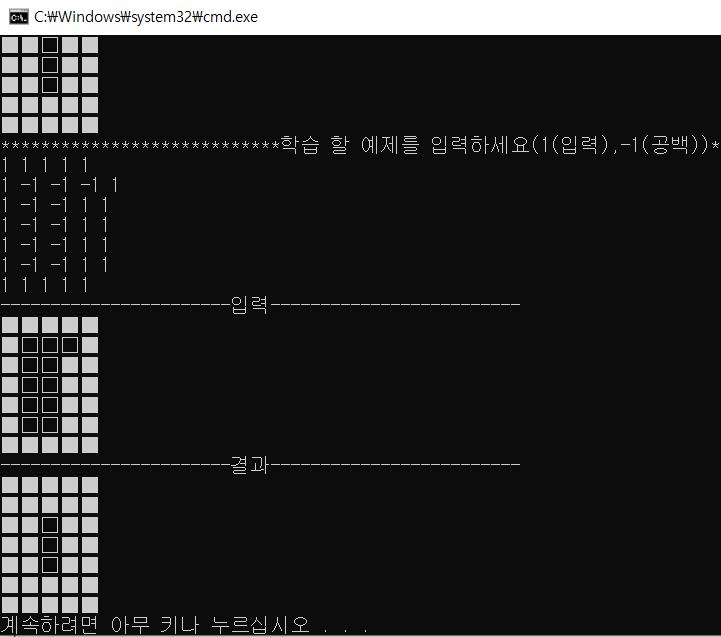 C:₩Windows₩system32₩cmd.exe
****************************학습 할 예제를 입력하세요(1(입력),-1(공백))*
1 1 1 1 1
1 -1 -1 -1 1
1 -1 -1 1 1
1 -1 -1 1 1
1 -1 -1 1 1
1 -1 -1 1 1
1 1 1 1 1
-----------------------입력-------------------------
-----------------------결과-------------------------
계속하려면 아무 키나 누르십시오 . . .